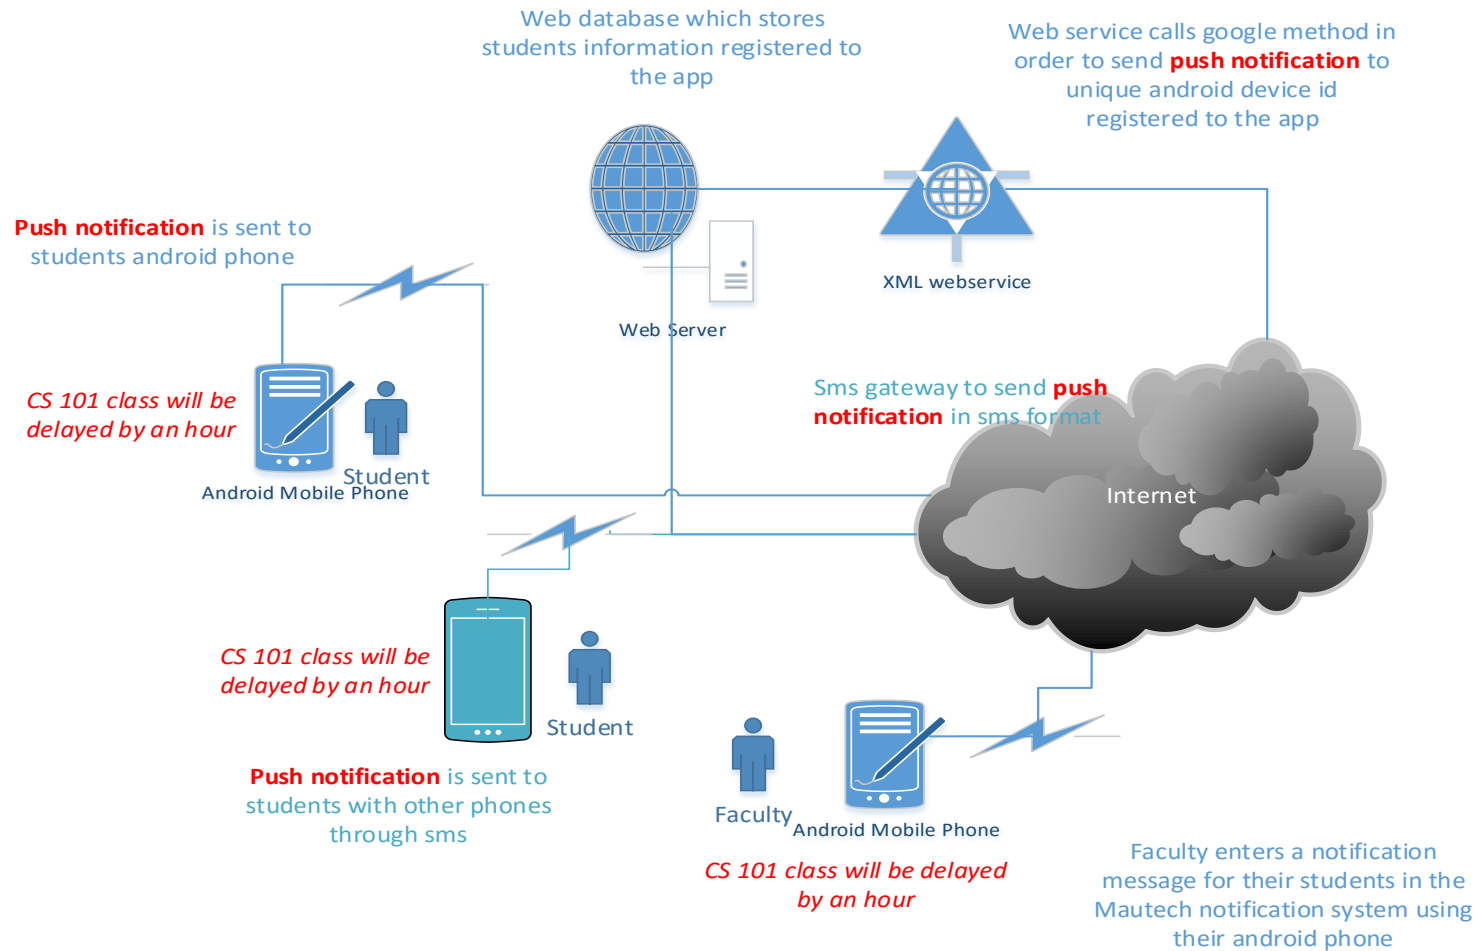 Web database which stores
students information registered to
the app
Web service calls google method in
order to send push notification to
unique android device id
registered to the app
Push notification is sent to
students android phone
XML webservice
Web Server
CS 101 class will be
delayed by an hour
Student
Android Mobile Phone
Sms gateway to send push
notification in sms format
Internet
CS 101 class will be
delayed by an hour
Student
Push notification is sent to
students with other phones
through sms
Faculty
Android Mobile Phone
CS 101 class will be delayed
by an hour
Faculty enters a notification
message for their students in the
Mautech notification system using
their android phone